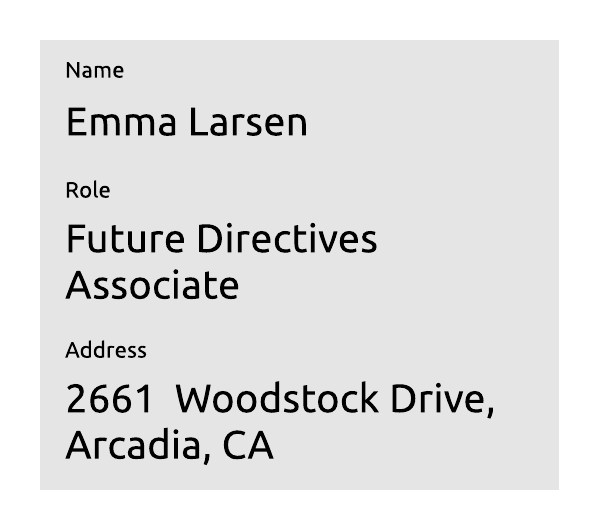 Name
Emma Larsen
Role
Future Directives
Associate
Address
2661  Woodstock Drive,
Arcadia, CA